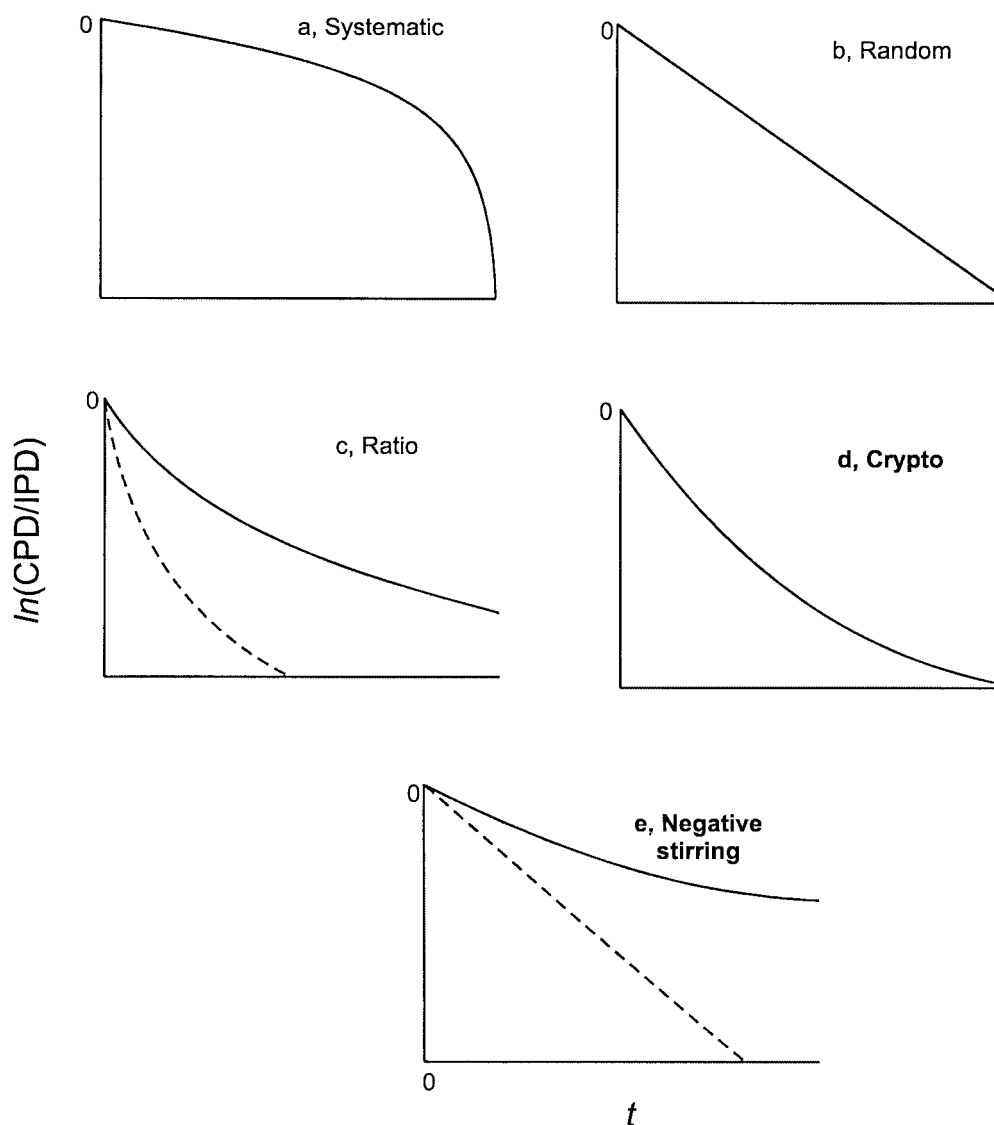 0
a, Systematic
0
b, Random
0
c, Ratio
0
d, Crypto
ln(CPD/IPD)
0
e, Negative
stirring
0
t